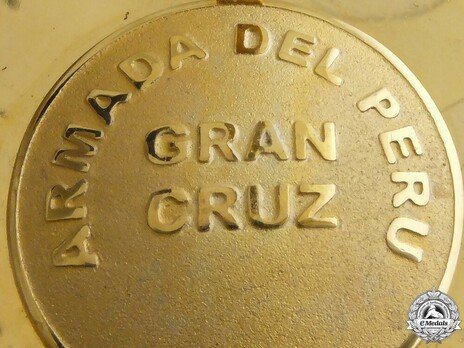 ARMADA DEL PERU
GRAN
CRUZ
eMedals